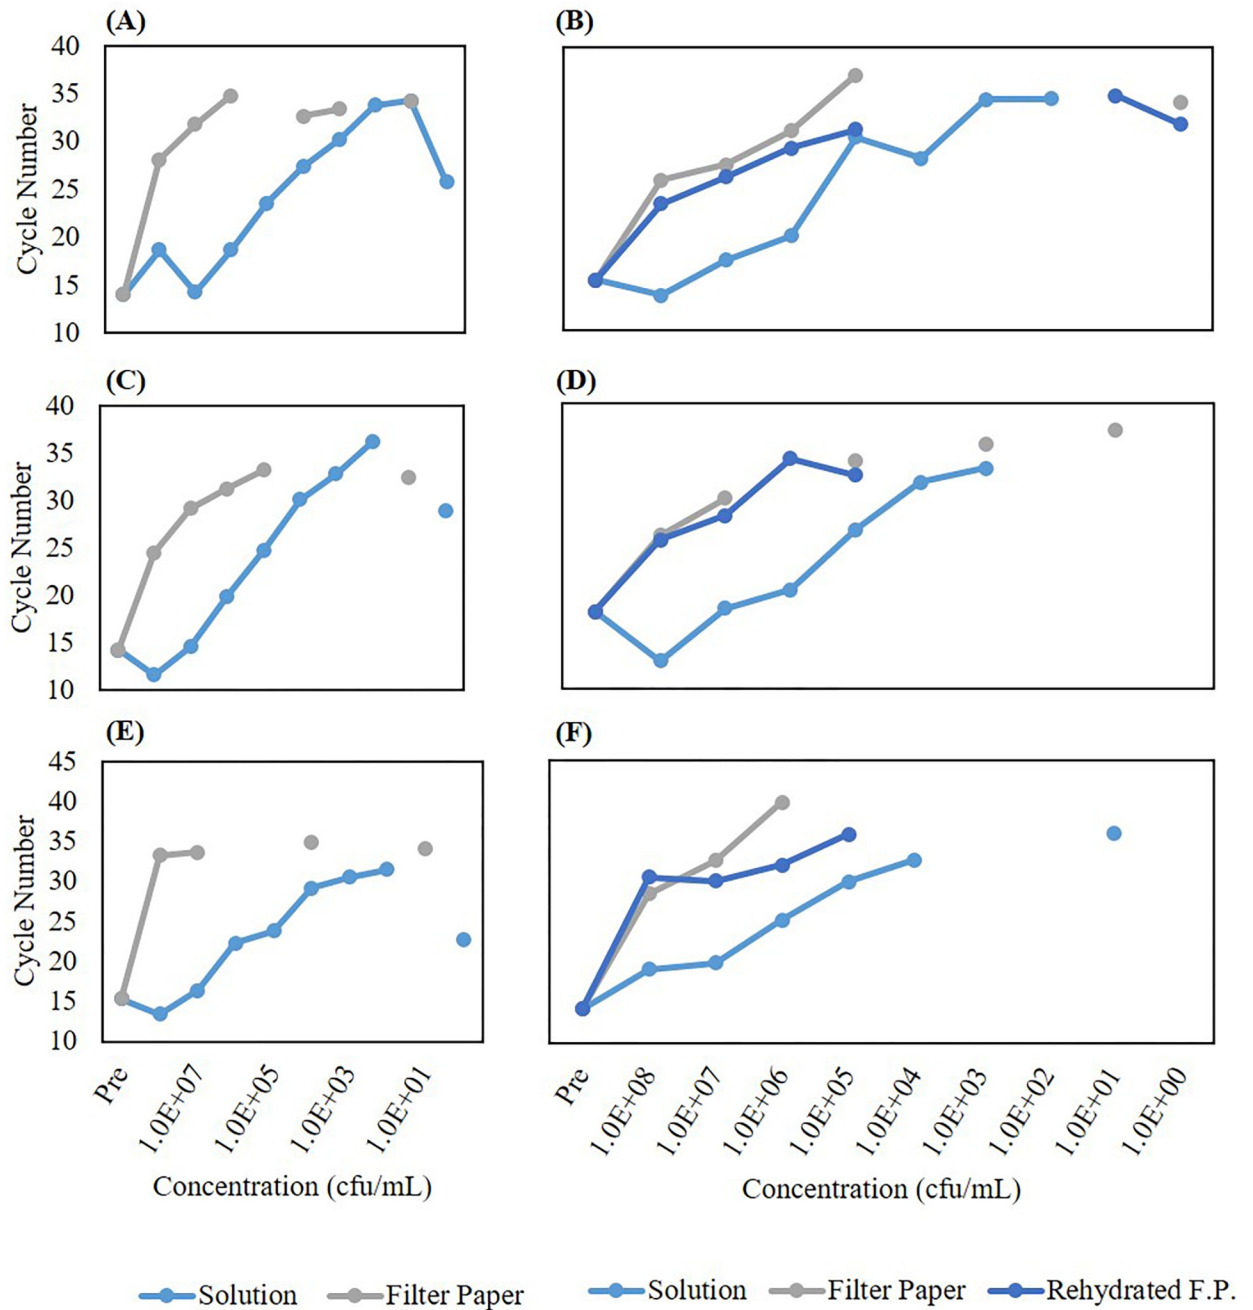 (A)
(B)
40
35
30
25
20
15
10
Cycle Number
(C)
(D)
40
35
30
25
20
15
10
Cycle Number
(E)
(F)
45
40
35
30
25
20
15
10
Cycle Number
Pre
1.0E+07
1.0E+05
1.0E+03
1.0E+01
Pre
1.0E+08
1.0E+07
1.0E+06
1.0E+05
1.0E+04
1.0E+03
1.0E+02
1.0E+01
1.0E+00
Concentration (cfu/mL)
Concentration (cfu/mL)
Solution
Filter Paper
Solution
Filter Paper
Rehydrated F.P.